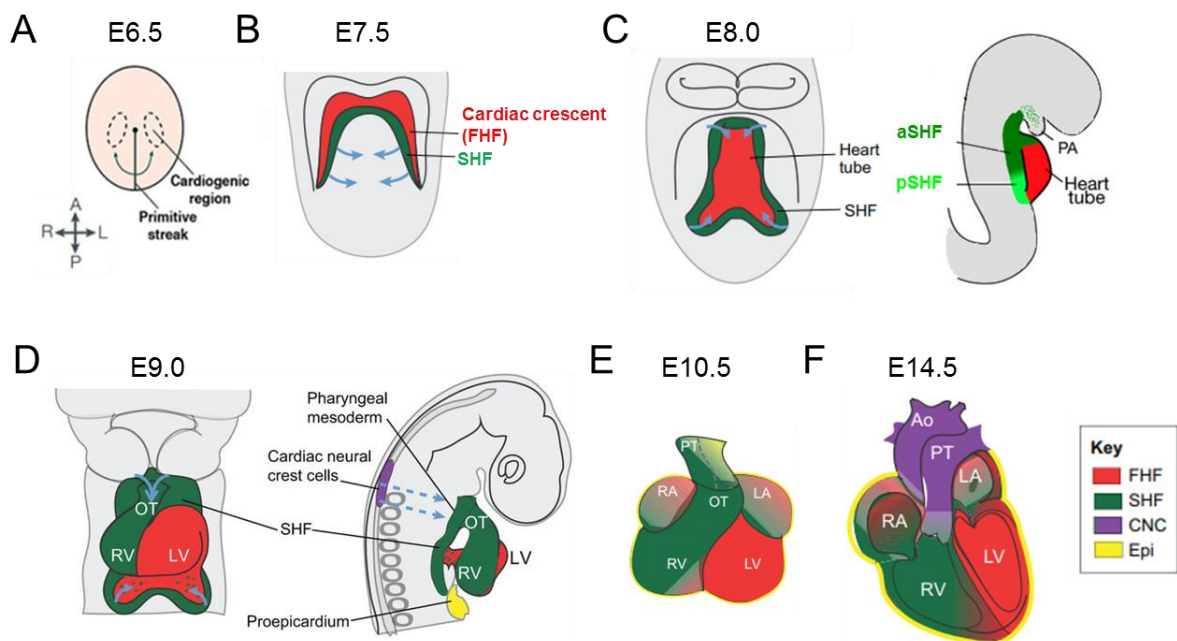 A
E6.5
Cardiogenic
region
Primitive
streak
A
R
L
P
B
E7.5
Cardiac crescent
(FHF)
SHF
C
E8.0
Heart
tube
SHF
aSHF
pSHF
PA
Heart
tube
D
E9.0
OT
RV
LV
SHF
Pharyngeal
mesoderm
Cardiac neural
crest cells
OT
LV
RV
Proepicardium
E
E10.5
PT
RA
OT
LA
RV
LV
F
E14.5
Ao
PT
LA
RA
LV
RV
Key
FHF
SHF
CNC
Epi